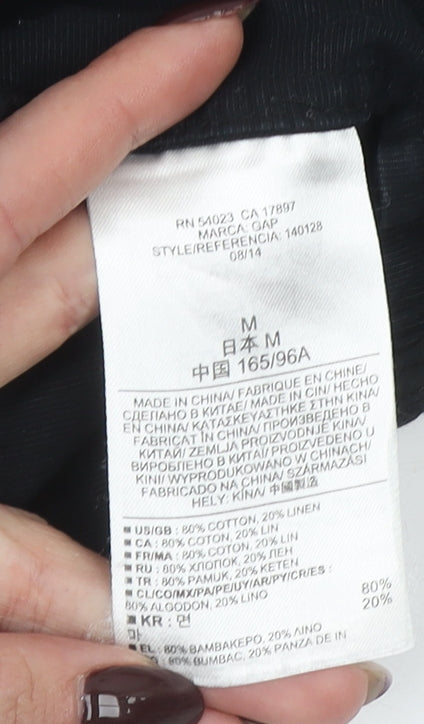 RN 54023 CA 17897
MARCA: GAP
STYLE/REFERENCIA: 140128
08/14
M
日本 M
中国 165/96A
MADE IN CHINA/ FABRIQUE EN CHINE/
СДЕЛАНО В КИТАЕ/ MADE IN CIN/ HECHO
EN CHINA/ ΚΑΤΑΣΚΕΥΑΣΤΗΚΕ ΣΤΗΝ ΚΙΝΑ/
FABRICAT ÎN CHINA/ ПРОИЗВЕДЕНО В
КИТАЙ/ ZEMLJA PROIZVODNJE KINA/
ВИРОБЛЕНО В КИТАЇ/ PROIZVEDENO U
KINI/ WYPRODUKOWANO W CHINACH/
FABRICADO NA CHINA/ SZÁRMAZÁSI
HELY: KÍNA/ 中國製造
■ US/GB : 80% COTTON, 20% LINEN
■ CA : 80% COTON, 20% LIN
■ FR/MA : 80% COTON, 20% LIN
■ RU : 80% ХЛОПОК, 20% ЛЕН
■ TR : 80% PAMUK, 20% KETEN
■ CL/CO/MX/PA/PE/UY/AR/PY/CR/ES :
80% ALGODON, 20% LINO
■ KR : 면 80%
마 20%
■ EL : 80% ΒΑΜΒΑΚΕΡΟ, 20% ΛΙΝΟ
: 80% BUMBAC, 20% PANZA DE IN